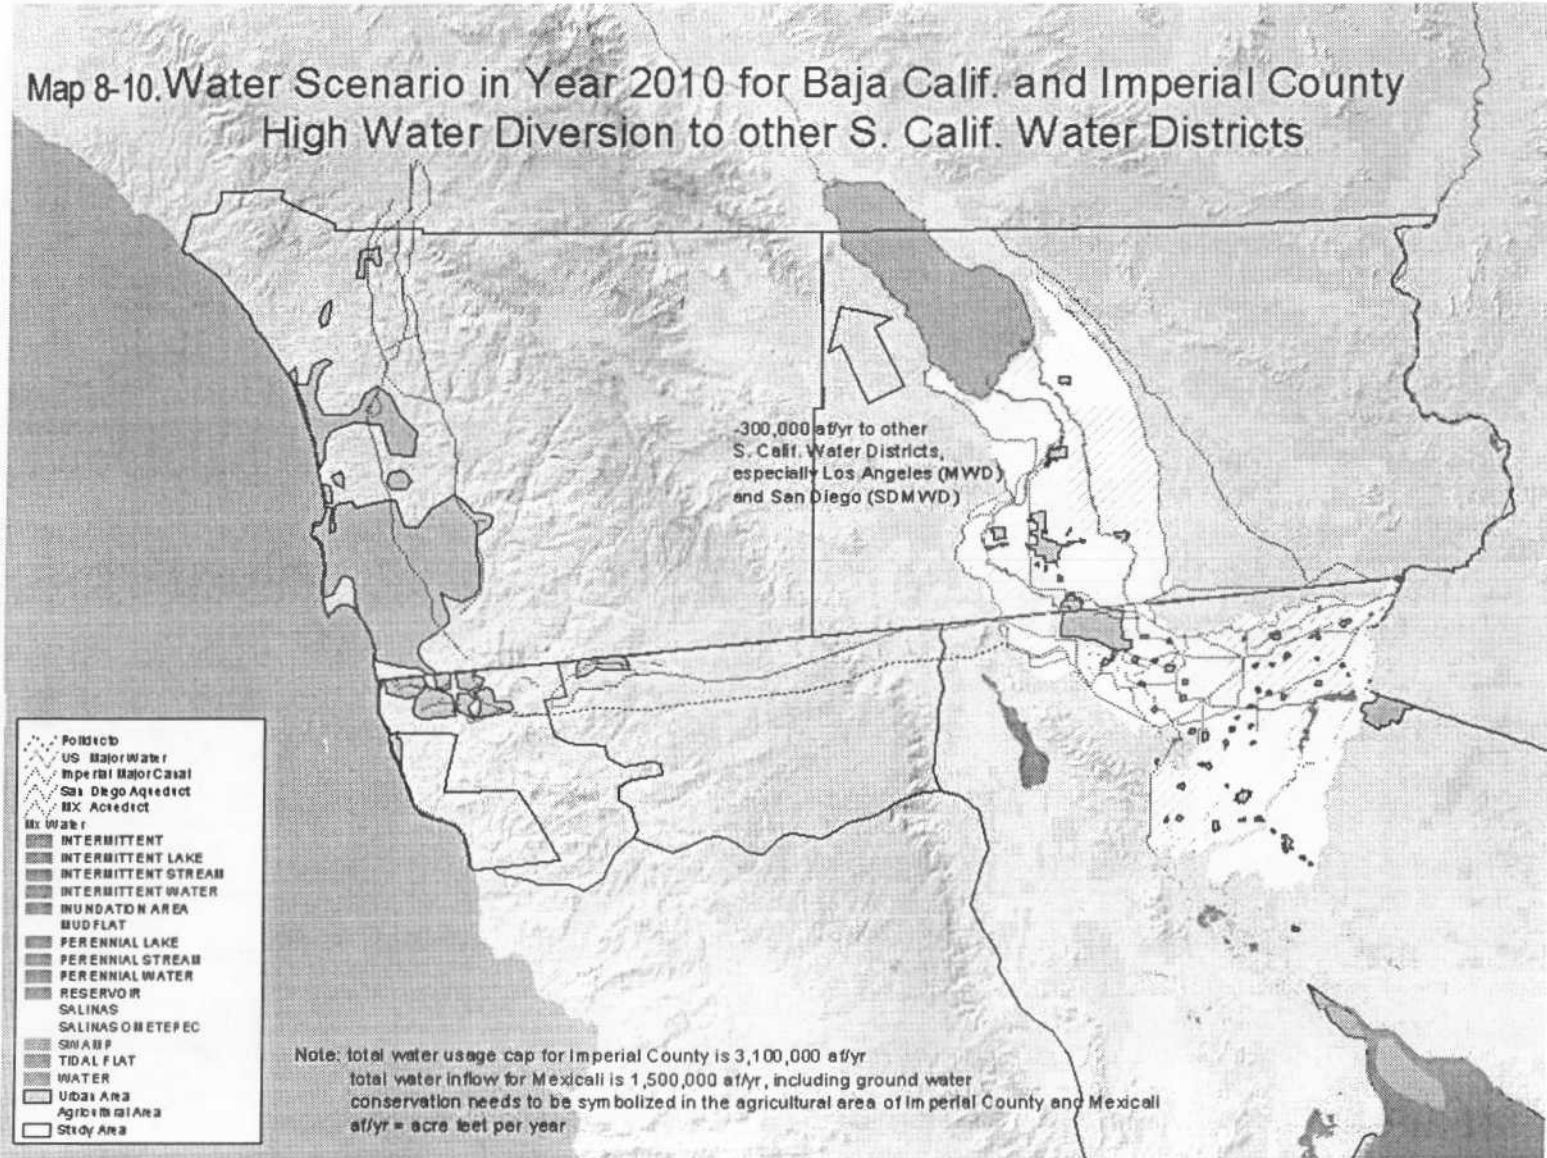 Map 8-10. Water Scenario in Year 2010 for Baja Calif. and Imperial County
High Water Diversion to other S. Calif. Water Districts
-300,000 af/yr to other
S. Calif. Water Districts,
especially Los Angeles (MWD)
and San Diego (SDMWD)
US Major Water
Imperial Major Canal
San Diego Aqueduct
MX
Mx Water
INTERMITTENT
INTERMITTENT LAKE
INTERMITTENT STREAM
INTERMITTENT WATER
INUNDATION AREA
MUDFLAT
PERENNIAL LAKE
PERENNIAL STREAM
PERENNIAL WATER
RESERVOIR
SALINAS
SALINAS OMETEPEC
SWAMP
TIDAL FLAT
WATER
Urban Area
Agricultural Area
Study Area
Note: total water usage cap for Imperial County is 3,100,000 af/yr
total water inflow for Mexicali is 1,500,000 af/yr, including ground water
conservation needs to be symbolized in the agricultural area of Imperial County and Mexicali
af/yr = acre feet per year